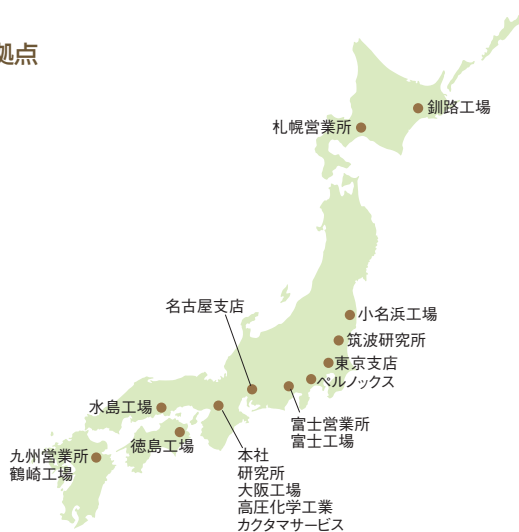 拠点
釧路工場
札幌営業所
名古屋支店
小名浜工場
筑波研究所
東京支店
ペルノックス
水島工場
富士営業所
富士工場
徳島工場
九州営業所
鶴崎工場
本社
研究所
大阪工場
高圧化学工業
カクタマサービス